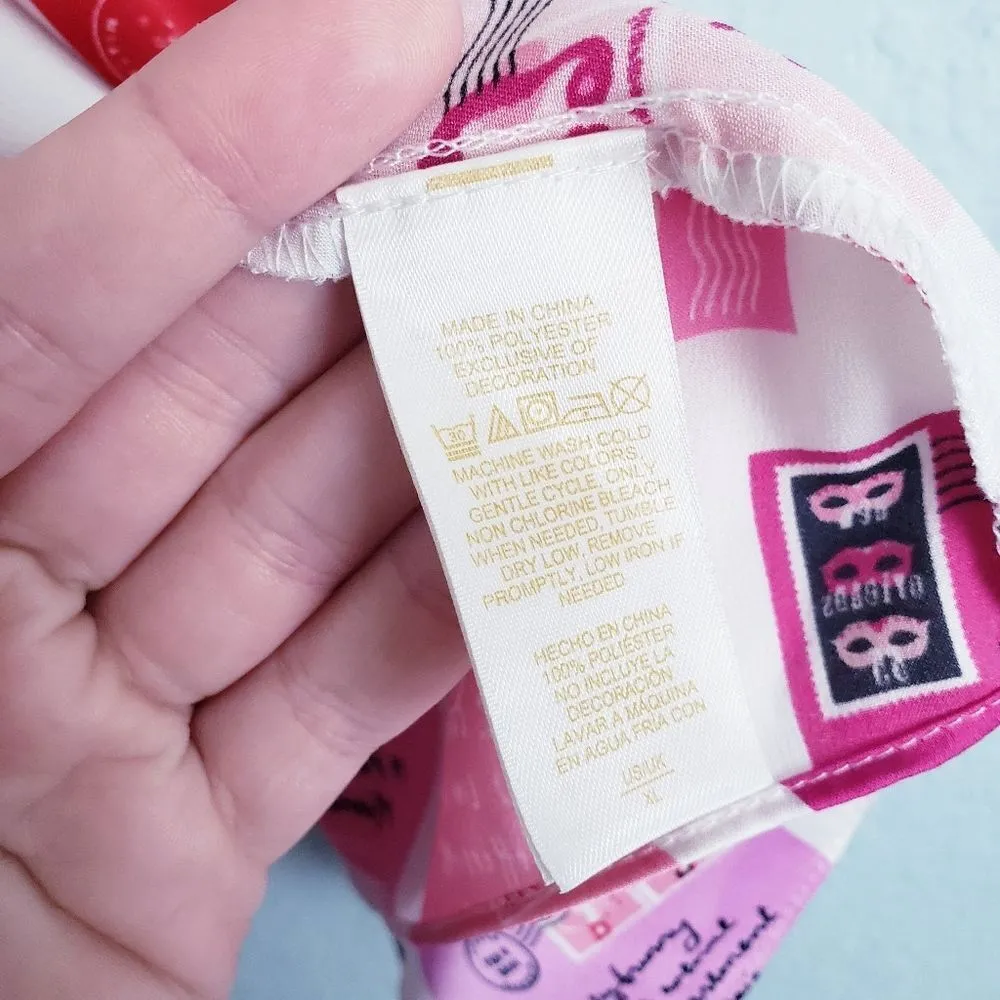 MADE IN CHINA
100% POLYESTER
EXCLUSIVE OF
DECORATION
30
MACHINE WASH COLD
WITH LIKE COLORS,
GENTLE CYCLE, ONLY
NON CHLORINE BLEACH
WHEN NEEDED, TUMBLE
DRY LOW, REMOVE
PROMPTLY, LOW IRON IF
NEEDED
HECHO EN CHINA
100% POLIÉSTER
NO INCLUYE LA
DECORACIÓN
LAVAR A MÁQUINA
EN AGUA FRÍA CON
US/UK
XL